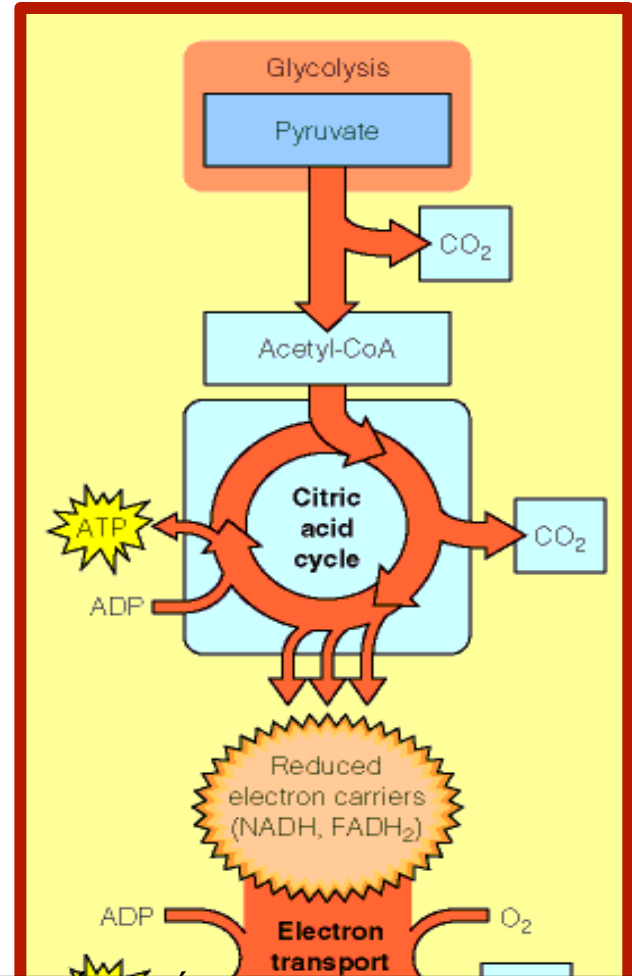 Glycolysis
Pyruvate
CO₂
Acetyl-CoA
Citric
acid
cycle
ATP
CO₂
ADP
Reduced
electron carriers
(NADH, FADH₂)
ADP
O₂
Electron
transport